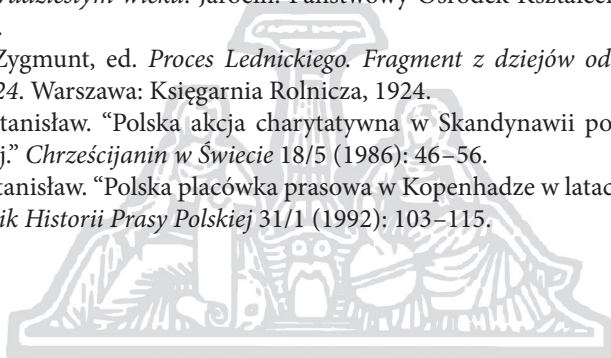 wieku. Jarocin: Państwowy Ośrodek Kształcen
Zygmunt, ed. Proces Lednickiego. Fragment z dziejów od
24. Warszawa: Księgarnia Rolnicza, 1924.
tanisław. “Polska akcja charytatywna w Skandynawii po
j.” Chrześcijanin w Świecie 18/5 (1986): 46–56.
tanisław. “Polska placówka prasowa w Kopenhadze w latac
ik Historii Prasy Polskiej 31/1 (1992): 103–115.